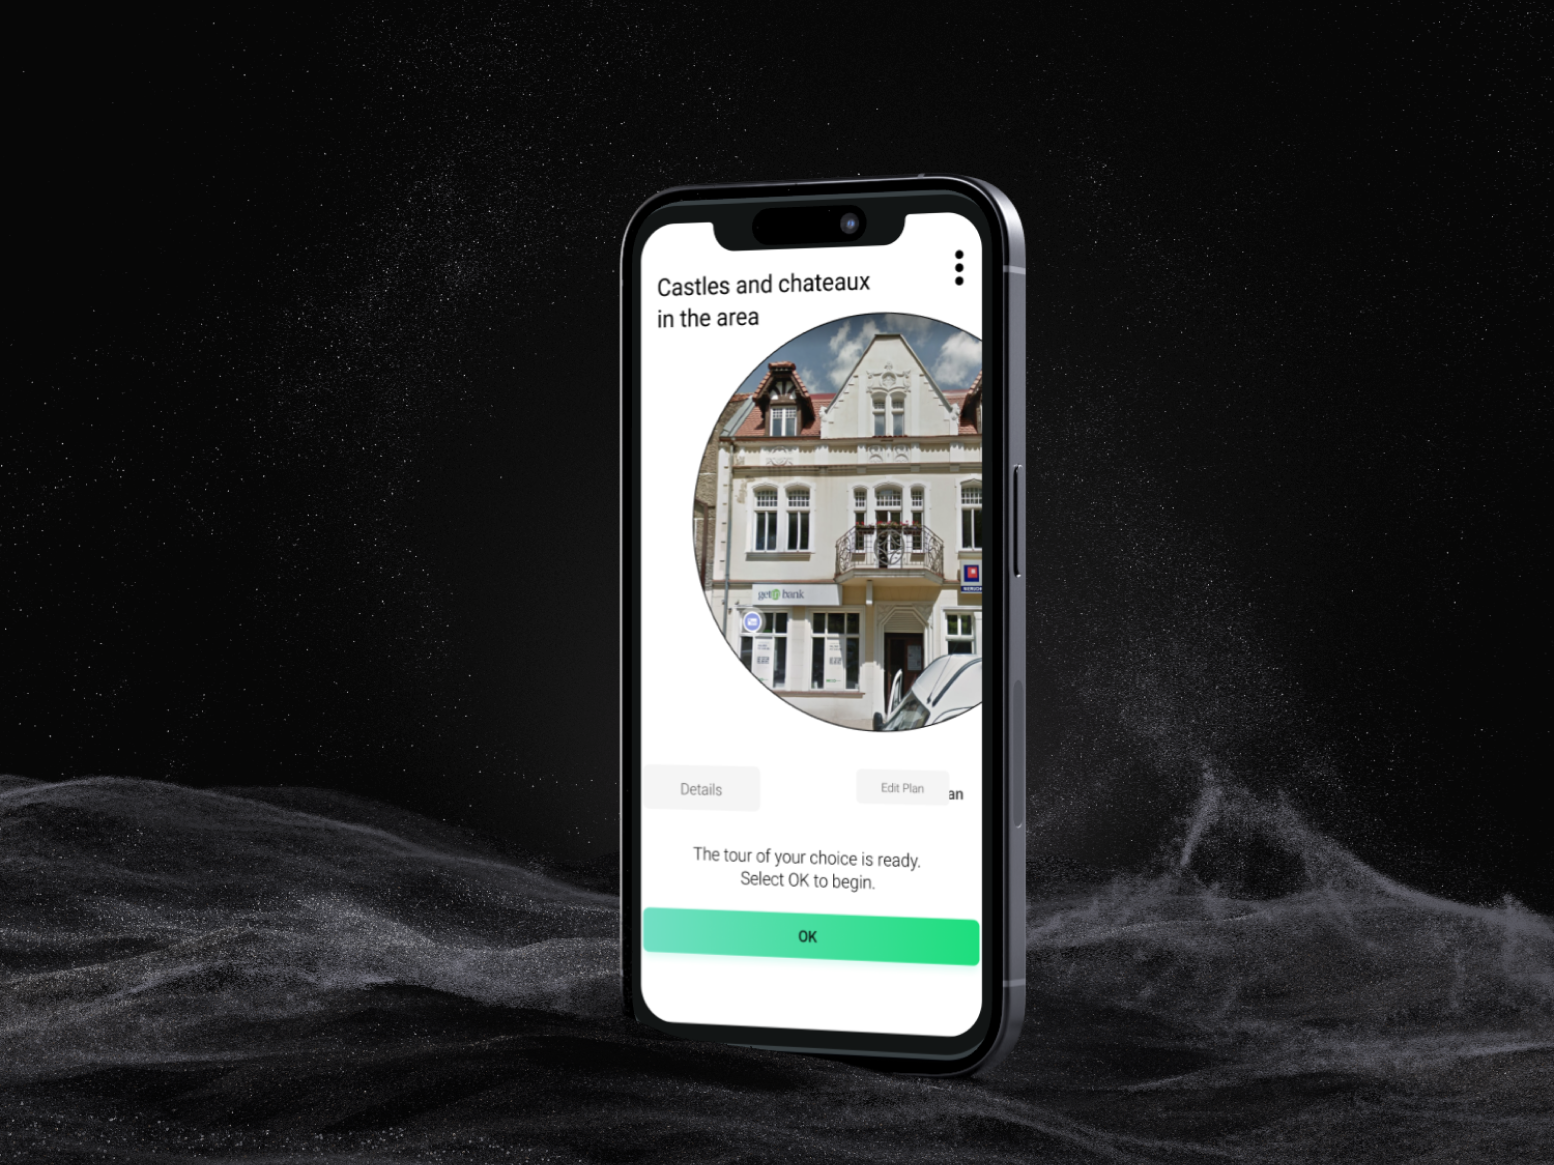 Castles and chateaux
in the area
get@ bank
Details
Edit Plan
an
The tour of your choice is ready.
Select OK to begin.
OK